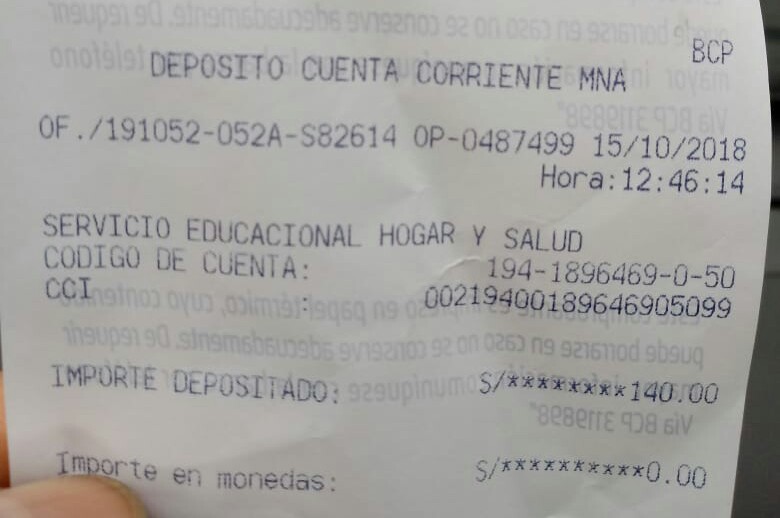 BCP
DEPOSITO CUENTA CORRIENTE MNA
OF./191052-052A-S82614 OP-0487499 15/10/2018
Hora:12:46:14
SERVICIO EDUCACIONAL HOGAR Y SALUD
CODIGO DE CUENTA: 194-1896469-0-50
CCI : 00219400189646905099
IMPORTE DEPOSITADO: S/********140.00
Importe en monedas: S/**********0.00